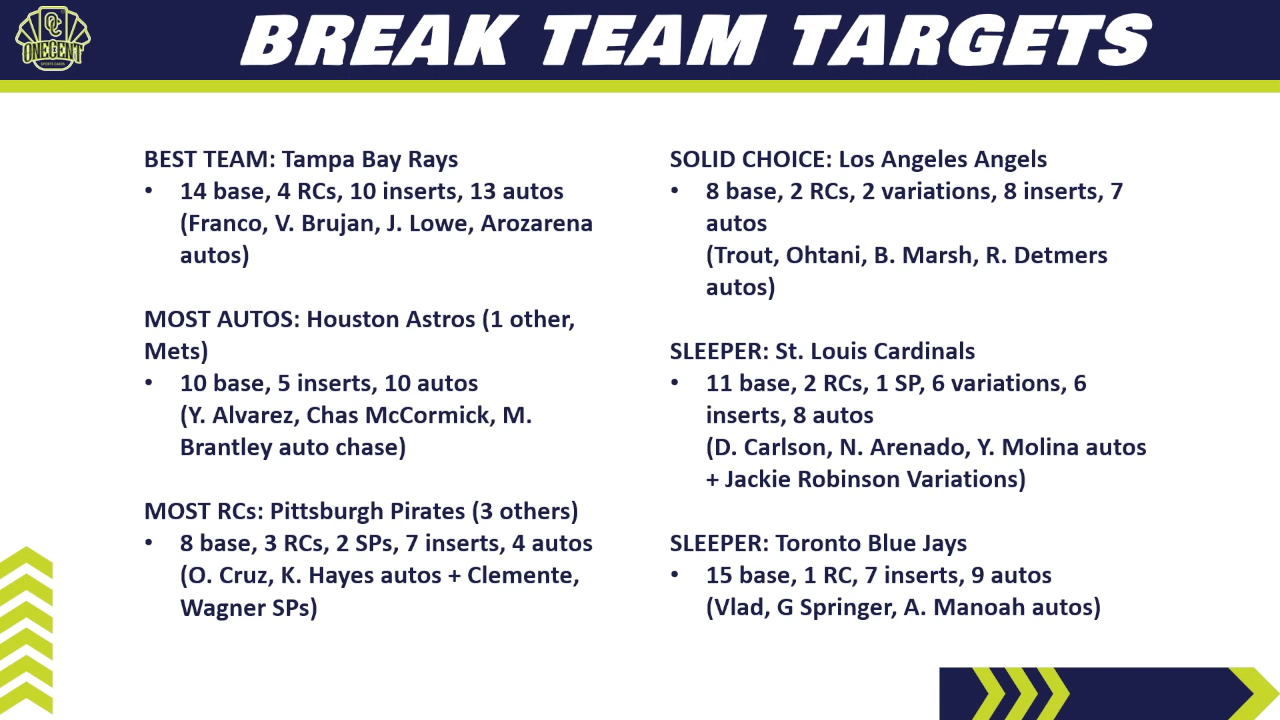 OC
ONEGENT
SPORTS CARDS
BREAK TEAM TARGETS
BEST TEAM: Tampa Bay Rays
• 14 base, 4 RCs, 10 inserts, 13 autos
(Franco, V. Brujan, J. Lowe, Arozarena
autos)
MOST AUTOS: Houston Astros (1 other,
Mets)
• 10 base, 5 inserts, 10 autos
(Y. Alvarez, Chas McCormick, M.
Brantley auto chase)
MOST RCs: Pittsburgh Pirates (3 others)
• 8 base, 3 RCs, 2 SPs, 7 inserts, 4 autos
(O. Cruz, K. Hayes autos + Clemente,
Wagner SPs)
SOLID CHOICE: Los Angeles Angels
• 8 base, 2 RCs, 2 variations, 8 inserts, 7
autos
(Trout, Ohtani, B. Marsh, R. Detmers
autos)
SLEEPER: St. Louis Cardinals
• 11 base, 2 RCs, 1 SP, 6 variations, 6
inserts, 8 autos
(D. Carlson, N. Arenado, Y. Molina autos
+ Jackie Robinson Variations)
SLEEPER: Toronto Blue Jays
• 15 base, 1 RC, 7 inserts, 9 autos
(Vlad, G Springer, A. Manoah autos)